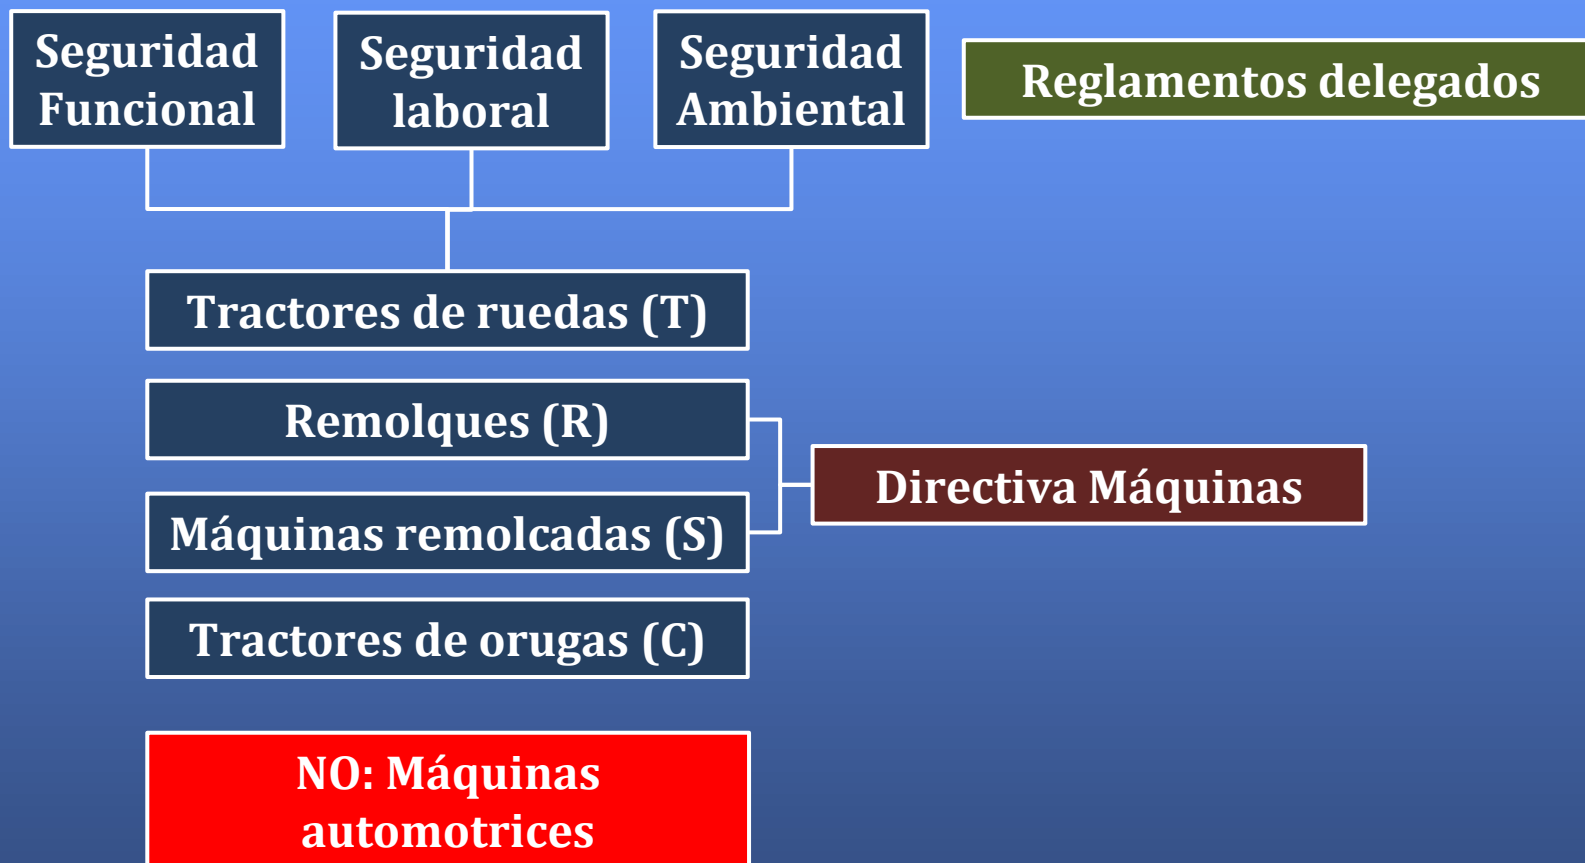 Seguridad
Funcional
Seguridad
laboral
Seguridad
Ambiental
Reglamentos delegados
Tractores de ruedas (T)
Remolques (R)
Máquinas remolcadas (S)
Directiva Máquinas
Tractores de orugas (C)
NO: Máquinas
automotrices